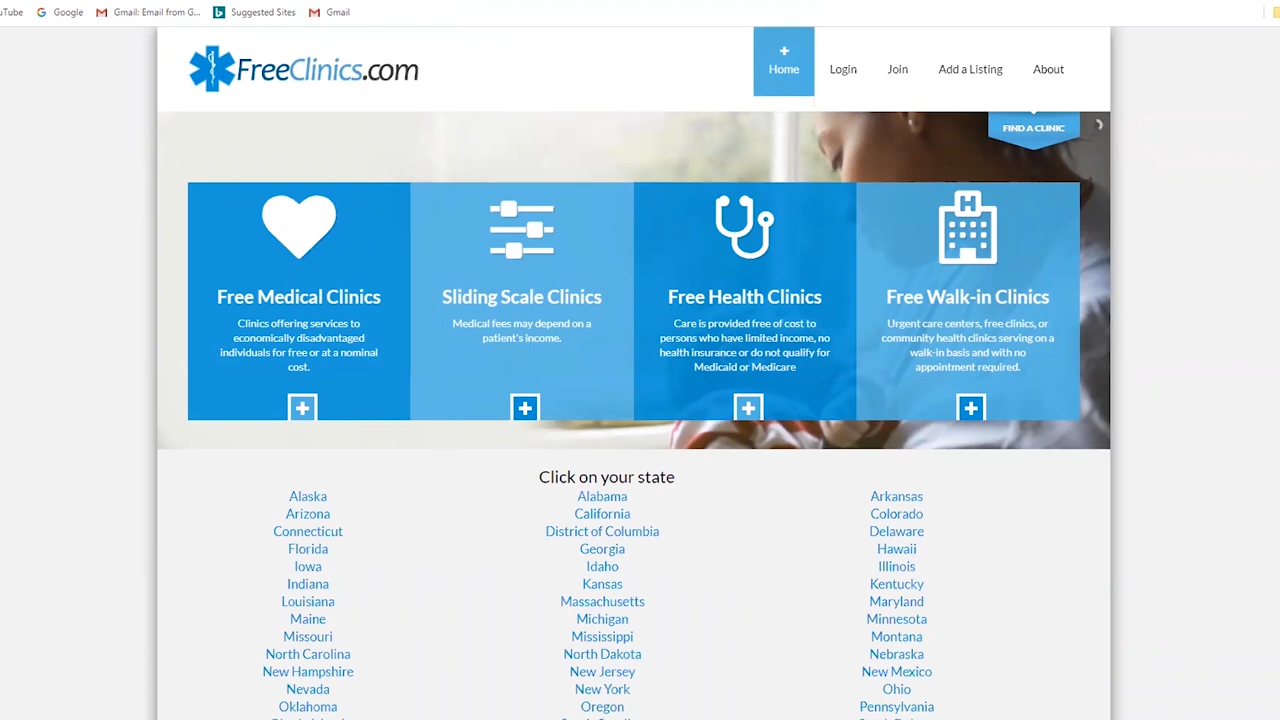 uTube Google Gmail: Email from G... Suggested Sites Gmail
FreeClinics.com
Home Login Join Add a Listing About
FIND A CLINIC
Free Medical Clinics
Clinics offering services to
economically disadvantaged
individuals for free or at a nominal
cost.
Sliding Scale Clinics
Medical fees may depend on a
patient's income.
Free Health Clinics
Care is provided free of cost to
persons who have limited income, no
health insurance or do not qualify for
Medicaid or Medicare
Free Walk-in Clinics
Urgent care centers, free clinics, or
community health clinics serving on a
walk-in basis and with no
appointment required.
Click on your state
Alaska Alabama Arkansas
Arizona California Colorado
Connecticut District of Columbia Delaware
Florida Georgia Hawaii
Iowa Idaho Illinois
Indiana Kansas Kentucky
Louisiana Massachusetts Maryland
Maine Michigan Minnesota
Missouri Mississippi Montana
North Carolina North Dakota Nebraska
New Hampshire New Jersey New Mexico
Nevada New York Ohio
Oklahoma Oregon Pennsylvania